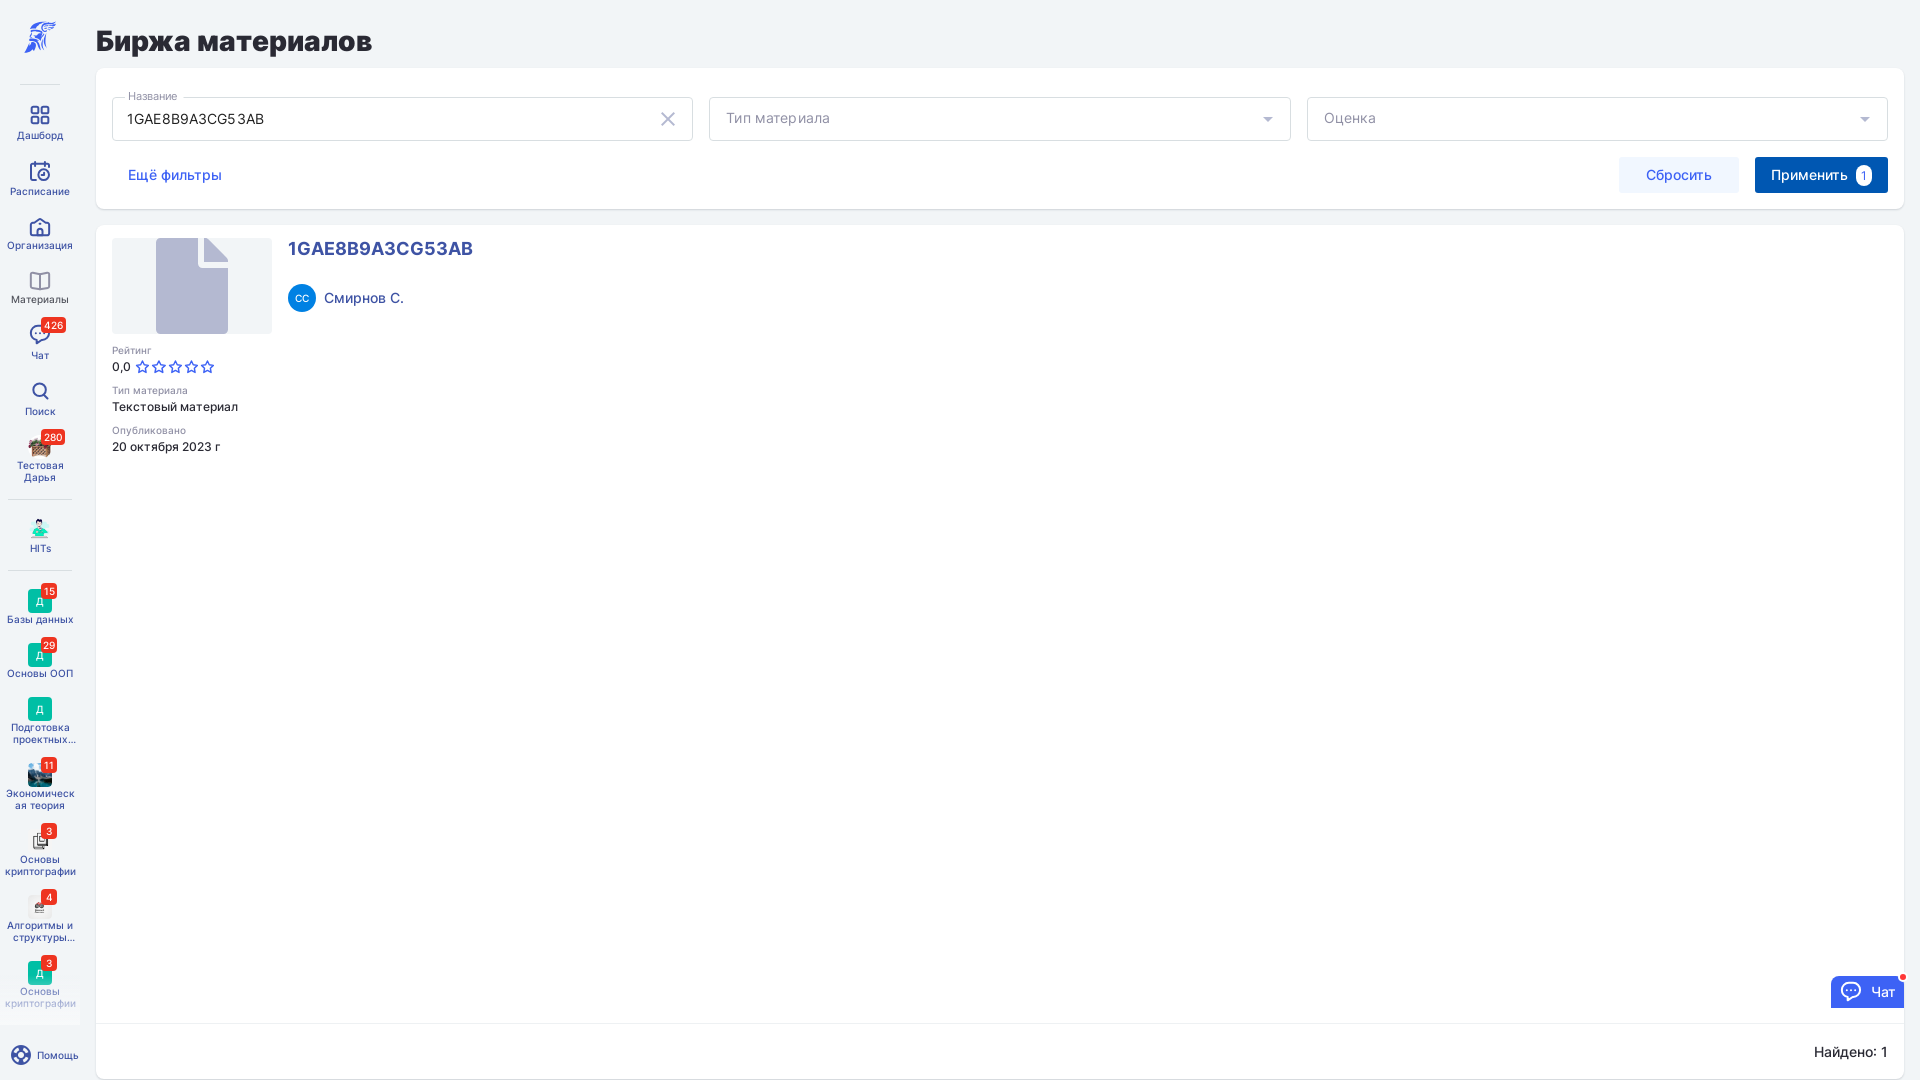 Биржа материалов
Название
1GAE8B9A3CG53AB
Тип материала
Оценка
Ещё фильтры
Сбросить
Применить 1
1GAE8B9A3CG53AB
СС Смирнов С.
Рейтинг
0,0
Тип материала
Текстовый материал
Опубликовано
20 октября 2023 г
Чат
Найдено: 1
Дашборд
Расписание
Организация
Материалы
426
Чат
Поиск
280
Тестовая
Дарья
HITs
15
Д
Базы данных
29
Д
Основы ООП
Д
Подготовка
проектных...
11
Экономическ
ая теория
3
Основы
криптографии
4
Алгоритмы и
структуры...
3
Д
Основы
криптографии
Помощь